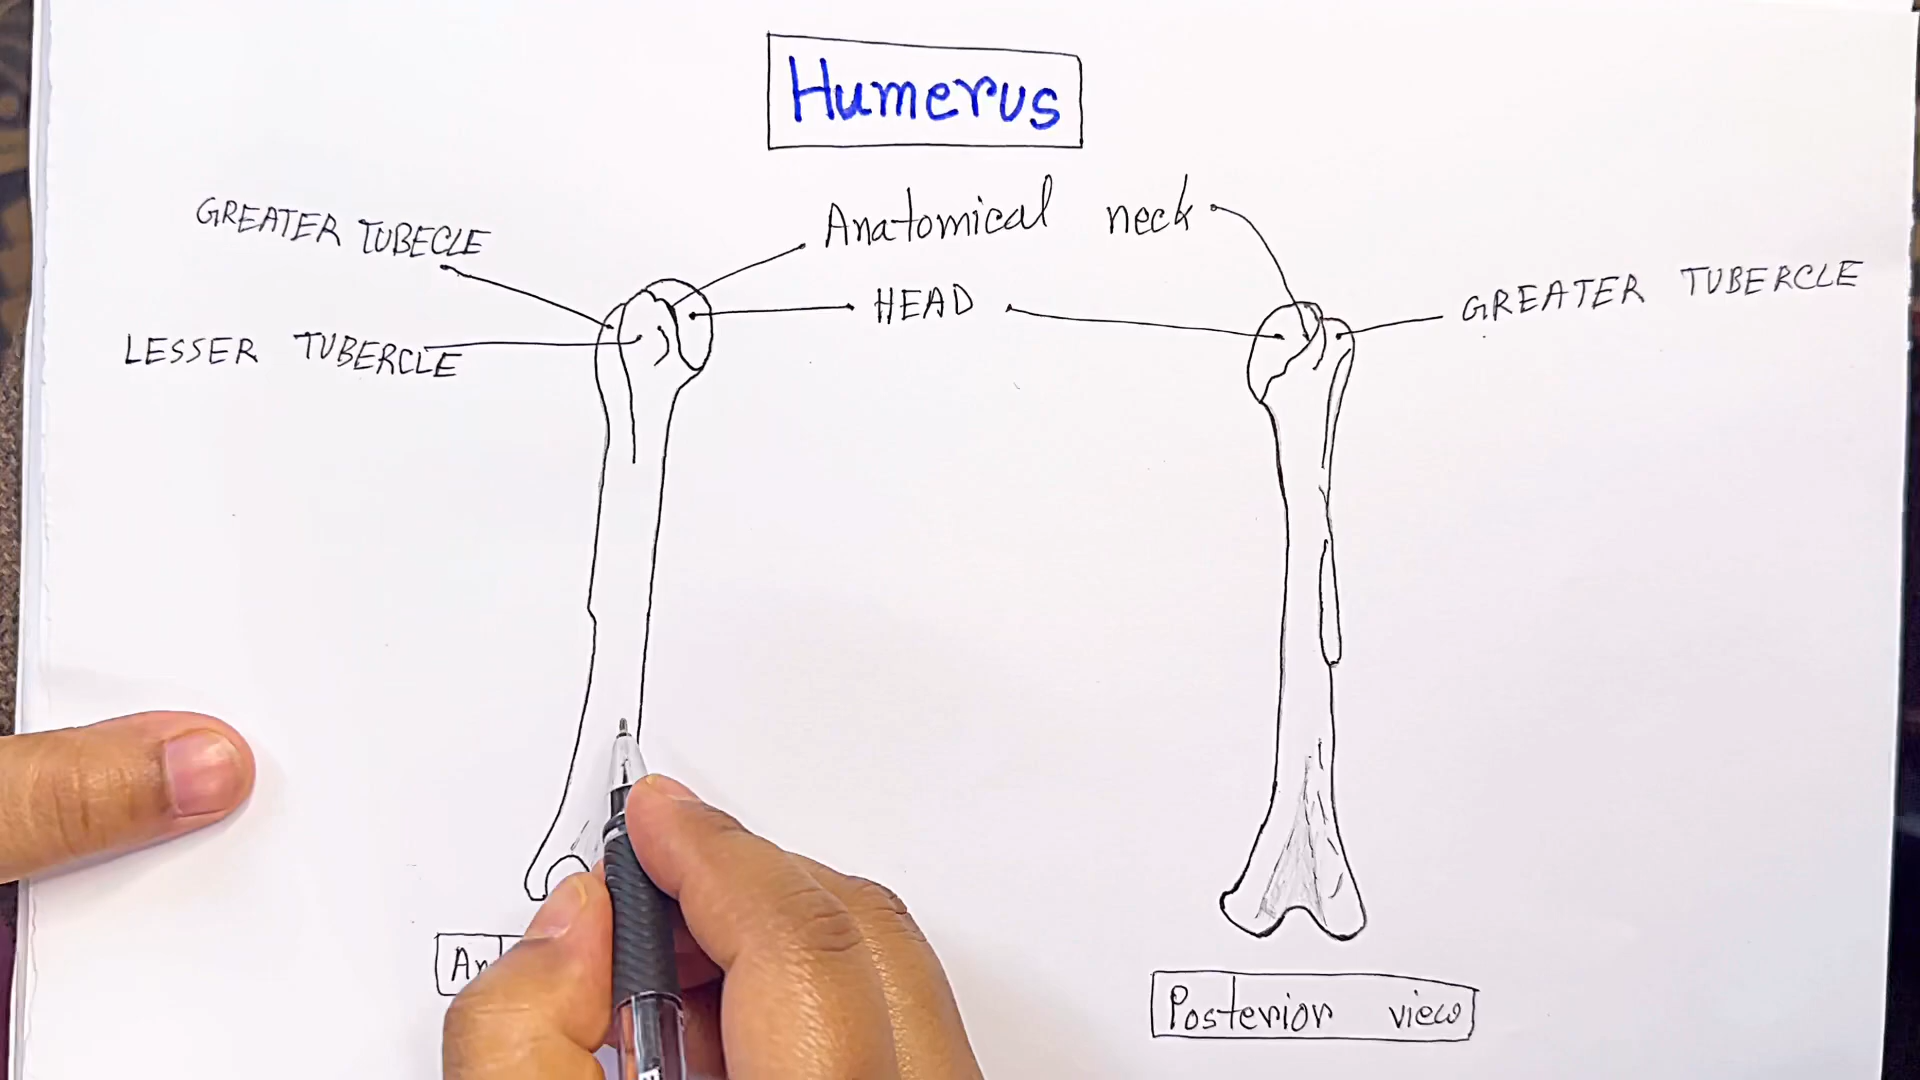 Humerus
GREATER TUBECLE
Anatomical neck
HEAD
GREATER TUBERCLE
LESSER TUBERCLE
Posterior view